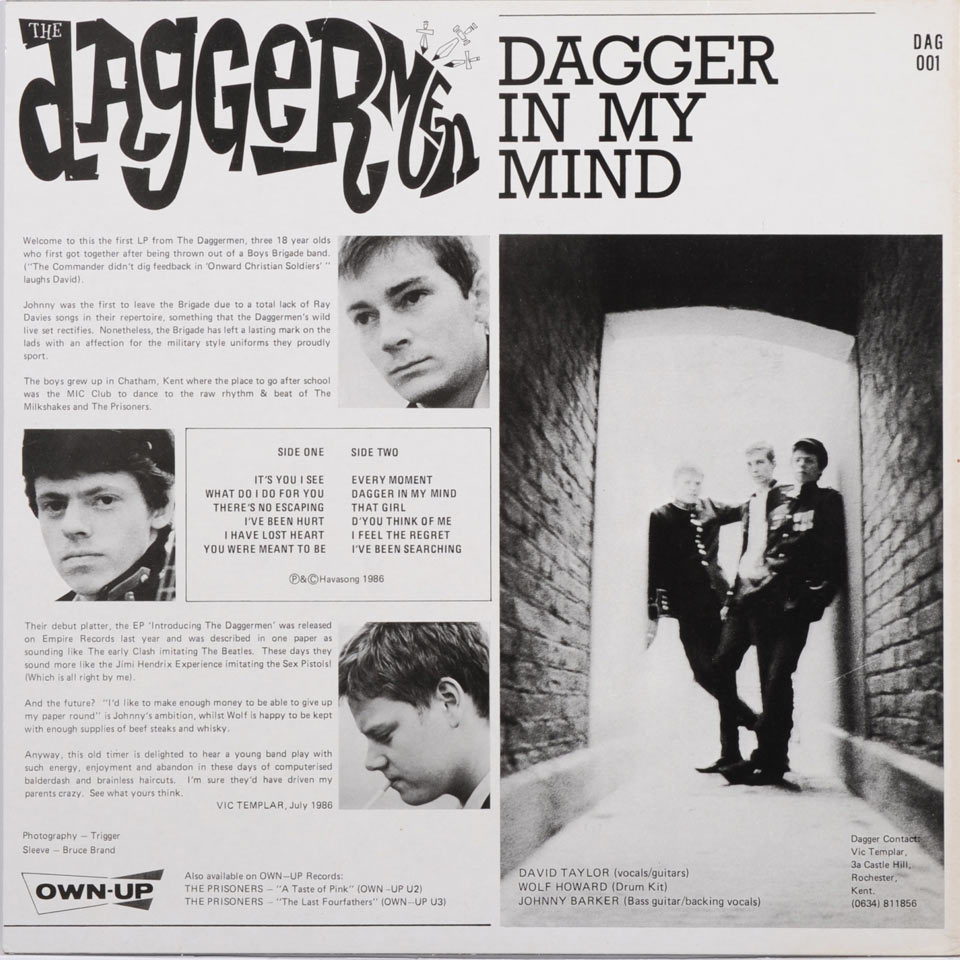 THE
DAGGERMEN
DAGGER
IN MY
MIND
DAG
001
Welcome to this the first LP from The Daggermen, three 18 year olds
who first got together after being thrown out of a Boys Brigade band.
("The Commander didn't dig feedback in 'Onward Christian Soldiers' "
laughs David).
Johnny was the first to leave the Brigade due to a total lack of Ray
Davies songs in their repertoire, something that the Daggermen's wild
live set rectifies. Nonetheless, the Brigade has left a lasting mark on the
lads with an affection for the military style uniforms they proudly
sport.
The boys grew up in Chatham, Kent where the place to go after school
was the MIC Club to dance to the raw rhythm & beat of The
Milkshakes and The Prisoners.
SIDE ONE
IT'S YOU I SEE
WHAT DO I DO FOR YOU
THERE'S NO ESCAPING
I'VE BEEN HURT
I HAVE LOST HEART
YOU WERE MEANT TO BE
SIDE TWO
EVERY MOMENT
DAGGER IN MY MIND
THAT GIRL
D'YOU THINK OF ME
I FEEL THE REGRET
I'VE BEEN SEARCHING
Ⓟ&©Havasong 1986
Their debut platter, the EP 'Introducing The Daggermen' was released
on Empire Records last year and was described in one paper as
sounding like The early Clash imitating The Beatles. These days they
sound more like the Jimi Hendrix Experience imitating the Sex Pistols!
(Which is all right by me).
And the future? "I'd like to make enough money to be able to give up
my paper round" is Johnny's ambition, whilst Wolf is happy to be kept
with enough supplies of beef steaks and whisky.
Anyway, this old timer is delighted to hear a young band play with
such energy, enjoyment and abandon in these days of computerised
balderdash and brainless haircuts. I'm sure they'd have driven my
parents crazy. See what yours think.
VIC TEMPLAR, July 1986
Photography – Trigger
Sleeve – Bruce Brand
OWN-UP
Also available on OWN–UP Records:
THE PRISONERS – "A Taste of Pink" (OWN –UP U2)
THE PRISONERS – "The Last Fourfathers" (OWN–UP U3)
DAVID TAYLOR (vocals/guitars)
WOLF HOWARD (Drum Kit)
JOHNNY BARKER (Bass guitar/backing vocals)
Dagger Contact:
Vic Templar,
3a Castle Hill,
Rochester,
Kent.
(0634) 811856